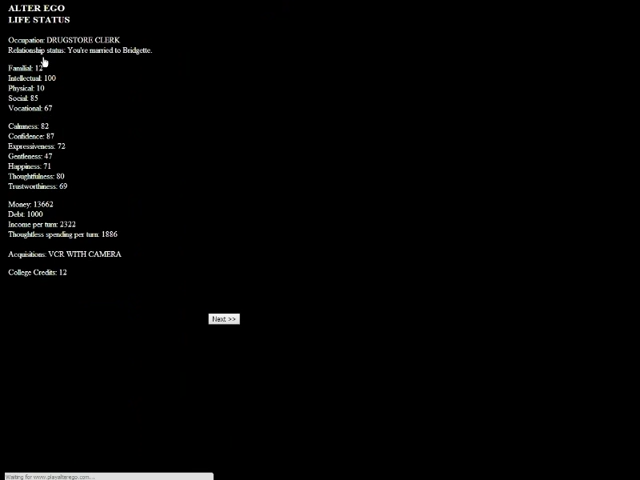 ALTER EGO
LIFE STATUS
Occupation: DRUGSTORE CLERK
Relationship status: You're married to Bridgette.
Familial: 12
Intellectual: 100
Physical: 10
Social: 85
Vocational: 67
Calmness: 82
Confidence: 87
Expressiveness: 72
Gentleness: 47
Happiness: 71
Thoughtfulness: 80
Trustworthiness: 69
Money: 13662
Debt: 1000
Income per turn: 2322
Thoughtless spending per turn: 1886
Acquisitions: VCR WITH CAMERA
College Credits: 12
Next >>
Waiting for www.playalterego.com...